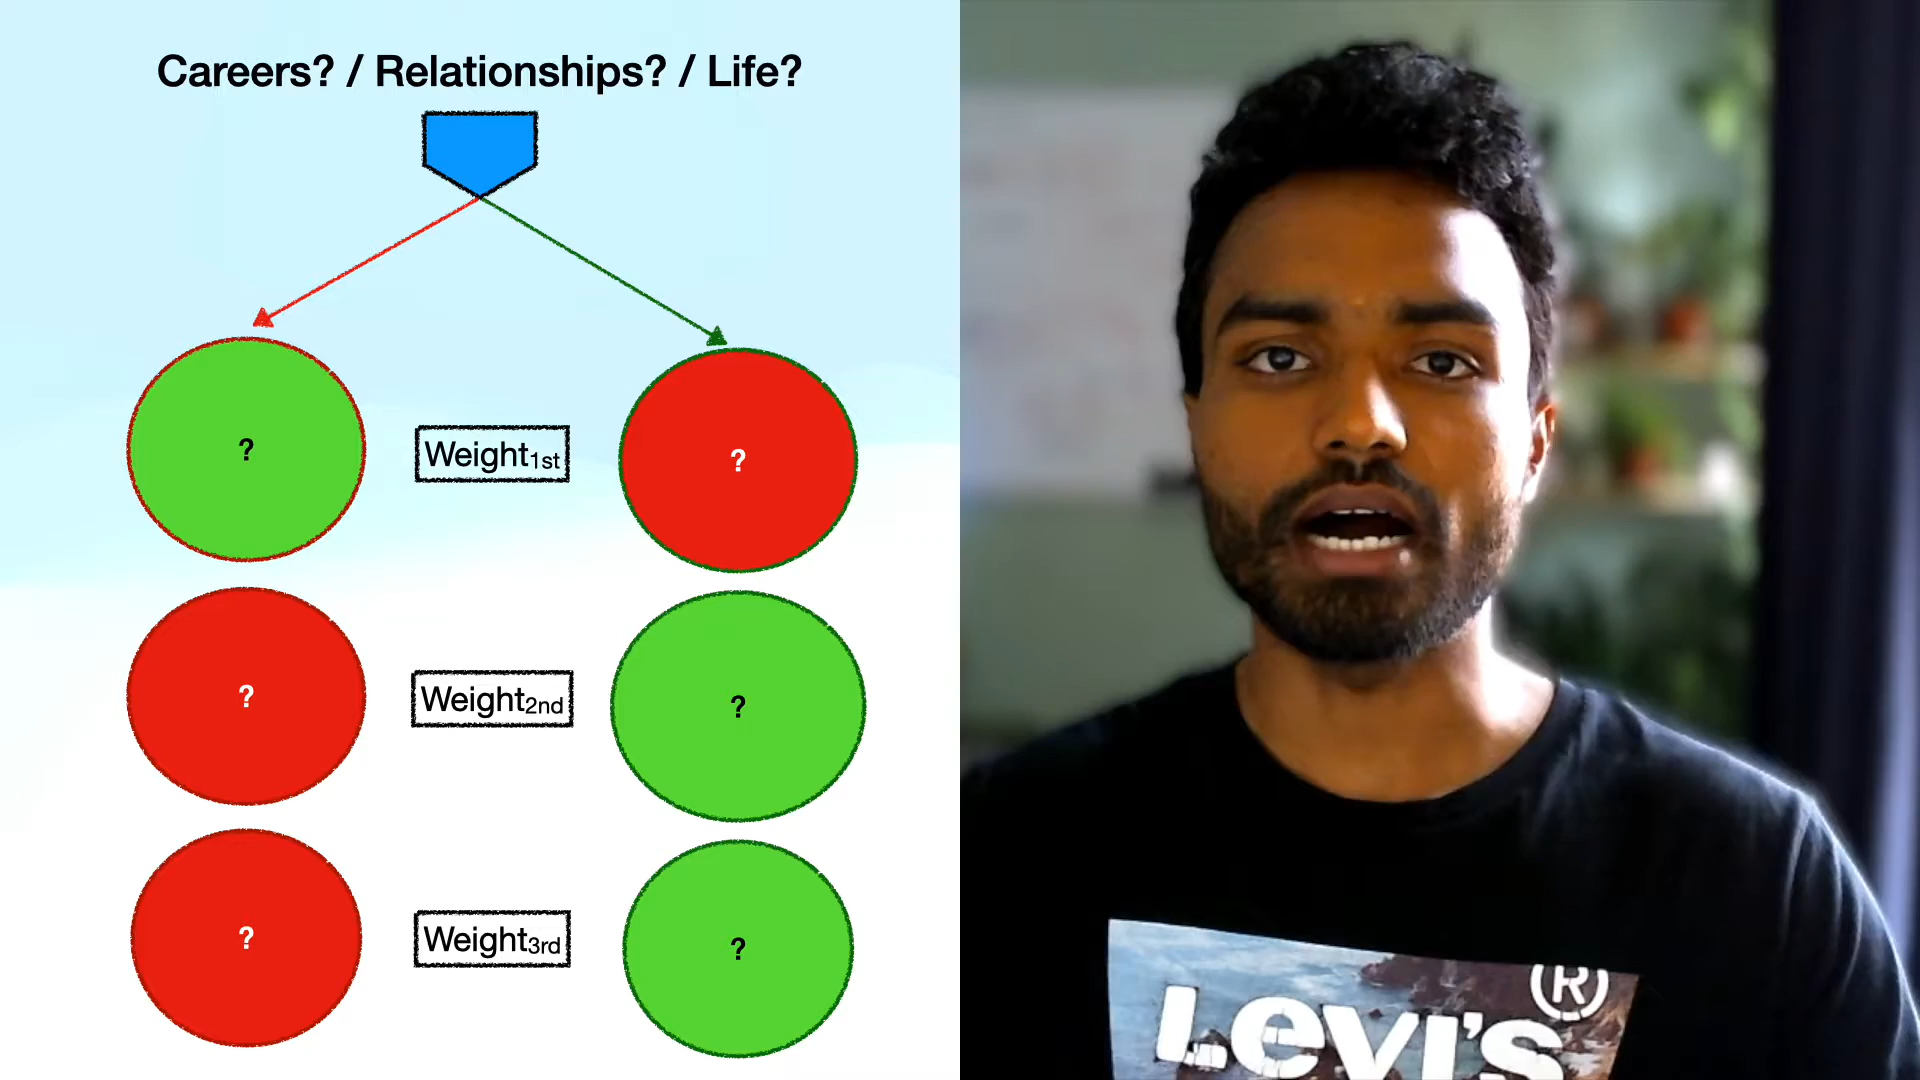 Careers? / Relationships? / Life?
?
Weight1st
?
?
Weight2nd
?
?
Weight3rd
?
Levi's®